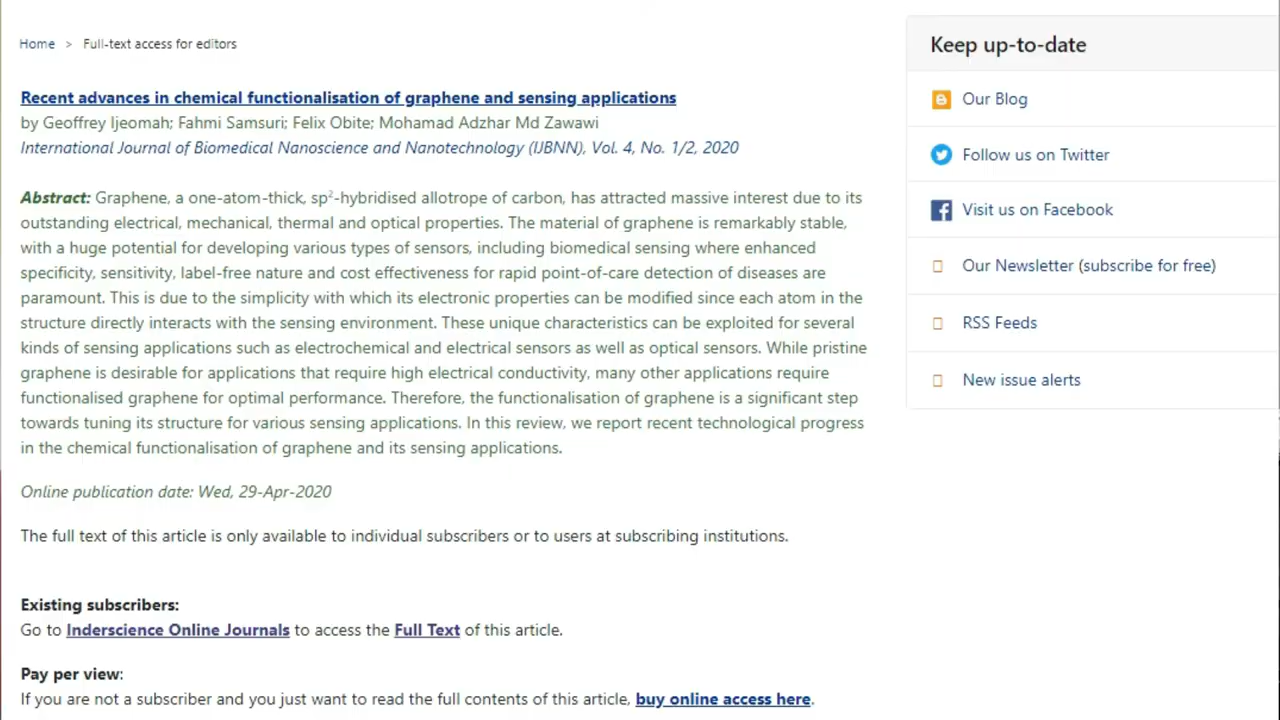 Home > Full-text access for editors
Recent advances in chemical functionalisation of graphene and sensing applications
by Geoffrey Ijeomah; Fahmi Samsuri; Felix Obite; Mohamad Adzhar Md Zawawi
International Journal of Biomedical Nanoscience and Nanotechnology (IJBNN), Vol. 4, No. 1/2, 2020
Abstract: Graphene, a one-atom-thick, sp²-hybridised allotrope of carbon, has attracted massive interest due to its
outstanding electrical, mechanical, thermal and optical properties. The material of graphene is remarkably stable,
with a huge potential for developing various types of sensors, including biomedical sensing where enhanced
specificity, sensitivity, label-free nature and cost effectiveness for rapid point-of-care detection of diseases are
paramount. This is due to the simplicity with which its electronic properties can be modified since each atom in the
structure directly interacts with the sensing environment. These unique characteristics can be exploited for several
kinds of sensing applications such as electrochemical and electrical sensors as well as optical sensors. While pristine
graphene is desirable for applications that require high electrical conductivity, many other applications require
functionalised graphene for optimal performance. Therefore, the functionalisation of graphene is a significant step
towards tuning its structure for various sensing applications. In this review, we report recent technological progress
in the chemical functionalisation of graphene and its sensing applications.
Online publication date: Wed, 29-Apr-2020
The full text of this article is only available to individual subscribers or to users at subscribing institutions.
Existing subscribers:
Go to Inderscience Online Journals to access the Full Text of this article.
Pay per view:
If you are not a subscriber and you just want to read the full contents of this article, buy online access here.
Keep up-to-date
Our Blog
Follow us on Twitter
Visit us on Facebook
Our Newsletter (subscribe for free)
RSS Feeds
New issue alerts